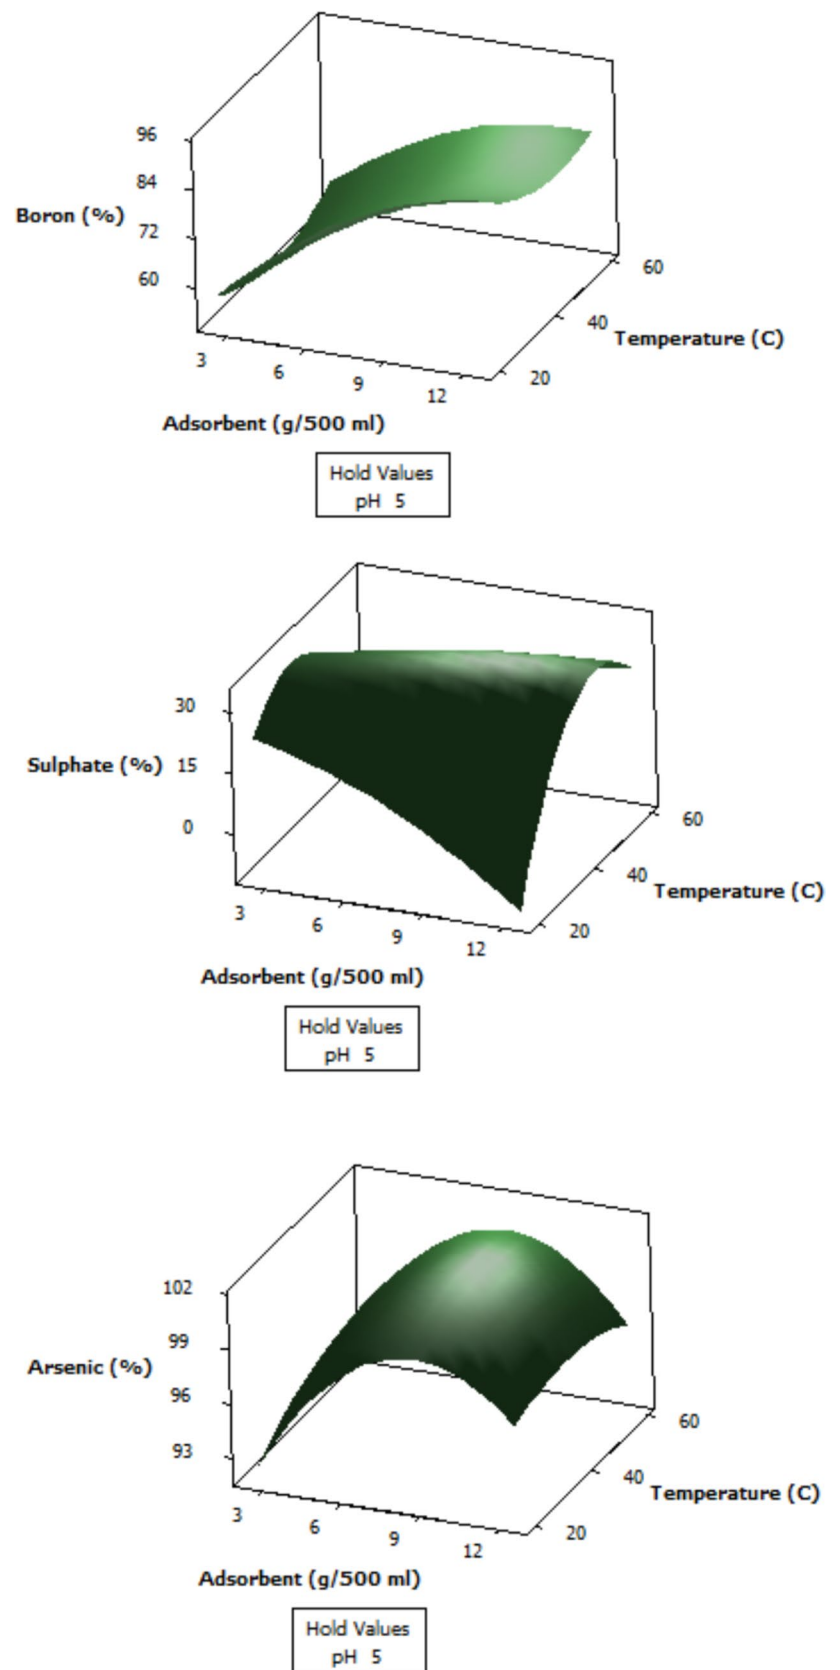 96
84
Boron (%)
72
60
60
40
Temperature (C)
20
3
6
9
12
Adsorbent (g/500 ml)
Hold Values
pH 5
30
Sulphate (%)
15
0
60
40
Temperature (C)
20
3
6
9
12
Adsorbent (g/500 ml)
Hold Values
pH 5
102
99
Arsenic (%)
96
93
60
40
Temperature (C)
20
3
6
9
12
Adsorbent (g/500 ml)
Hold Values
pH 5